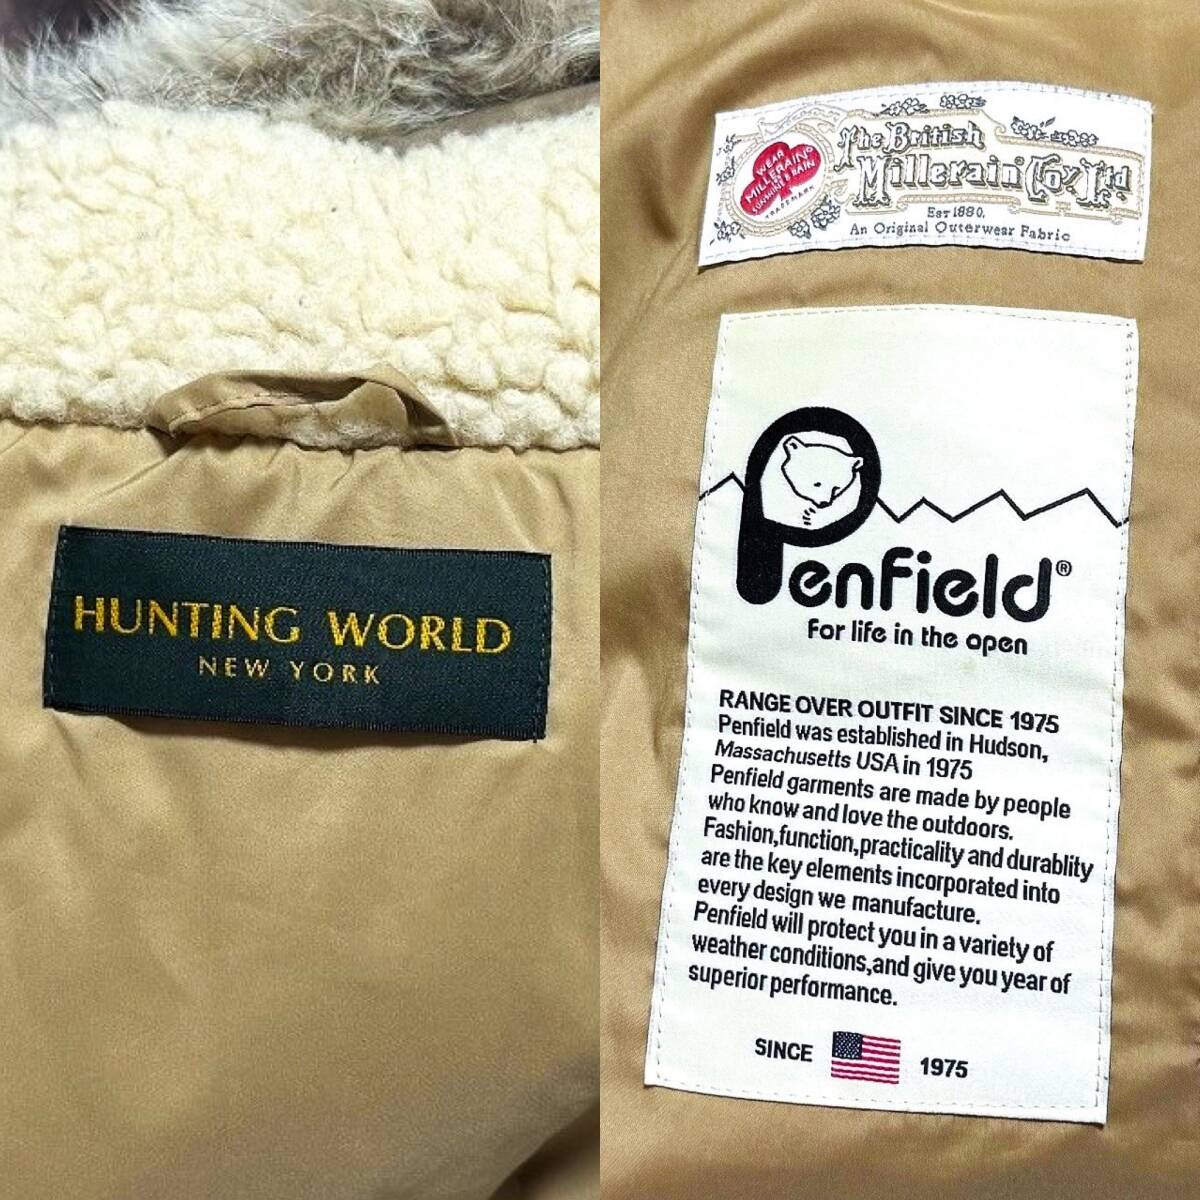 HUNTING WORLD
NEW YORK
WEAR
MILLERAIN
SUNSHINE & RAIN
TRADEMARK
The British
Millerain Coy Ltd
EST 1880.
An Original Outerwear Fabric
Penfield®
For life in the open
RANGE OVER OUTFIT SINCE 1975
Penfield was established in Hudson,
Massachusetts USA in 1975
Penfield garments are made by people
who know and love the outdoors.
Fashion,function,practicality and durablity
are the key elements incorporated into
every design we manufacture.
Penfield will protect you in a variety of
weather conditions,and give you year of
superior performance.
SINCE 1975